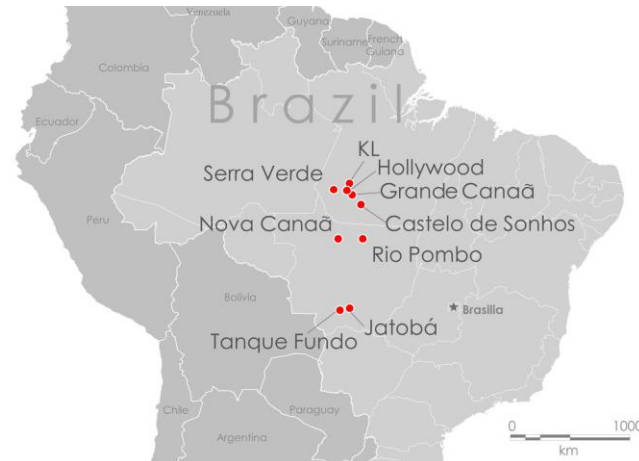 Venezuela
Guyana
Suriname
French
Guiana
Colombia
Brazil
Ecuador
KL
Hollywood
Serra Verde
Grande Canaã
Castelo de Sonhos
Nova Canaã
Rio Pombo
Peru
Bolivia
Brasilia
Jatobá
Tanque Fundo
Paraguay
Chile
Argentina
0 1000
km